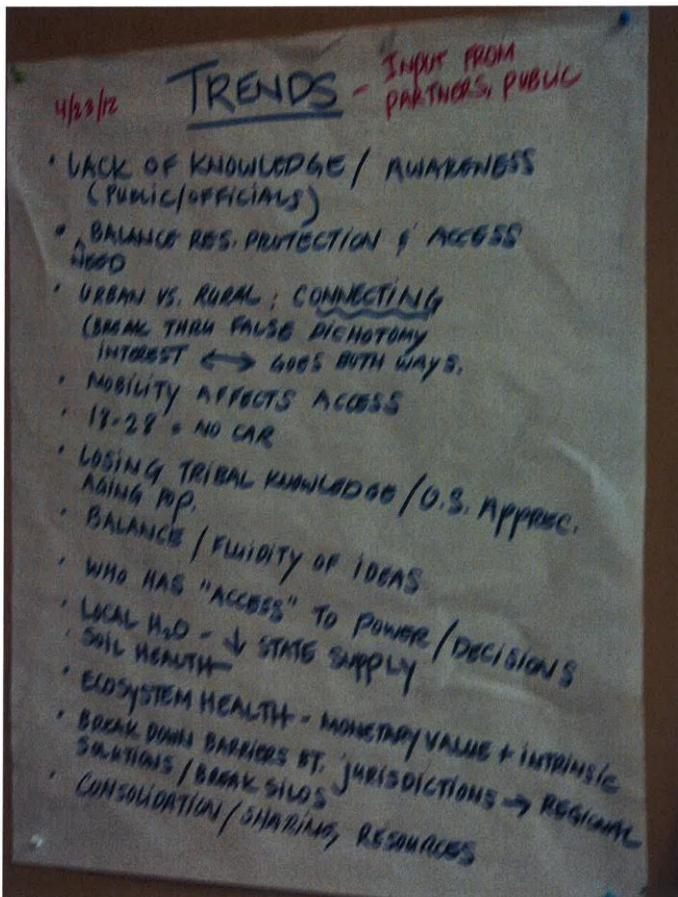 4/23/12 TRENDS - INPUT FROM
PARTNERS, PUBLIC
· LACK OF KNOWLEDGE / AWARENESS
(PUBLIC/OFFICIALS)
· BALANCE RES. PROTECTION & ACCESS
NEED
· URBAN VS. RURAL : CONNECTING
(BREAK THRU FALSE DICHOTOMY
INTEREST ↔ GOES BOTH WAYS.
· MOBILITY AFFECTS ACCESS
· 18-28 = NO CAR
· LOSING TRIBAL KNOWLEDGE / O.S. APPREC.
AGING POP.
· BALANCE / FLUIDITY OF IDEAS
· WHO HAS "ACCESS" TO POWER / DECISIONS
· LOCAL H₂O - ↓ STATE SUPPLY
· SOIL HEALTH
· ECOSYSTEM HEALTH - MONETARY VALUE + INTRINSIC
· BREAK DOWN BARRIERS BT. JURISDICTIONS → REGIONAL
SOLUTIONS / BREAK SILOS
· CONSOLIDATION / SHARING, RESOURCES